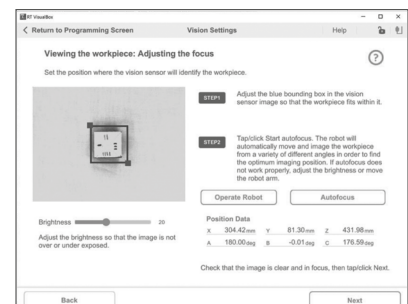 RT VisualBox
Return to Programming Screen Vision Settings Help
Viewing the workpiece: Adjusting the focus
Set the position where the vision sensor will identify the workpiece.
STEP1 Adjust the blue bounding box in the vision
sensor image so that the workpiece fits within it.
STEP2 Tap/click Start autofocus. The robot will
automatically move and image the workpiece
from a variety of different angles in order to find
the optimum imaging position. If autofocus does
not work properly, adjust the brightness or move
the robot arm.
Operate Robot Autofocus
Brightness 20
Adjust the brightness so that the image is not
over or under exposed.
Position Data
X 304.42 mm Y 81.30 mm Z 431.98 mm
A 180.00 deg B -0.01 deg C 176.59 deg
Check that the image is clear and in focus, then tap/click Next.
Back Next